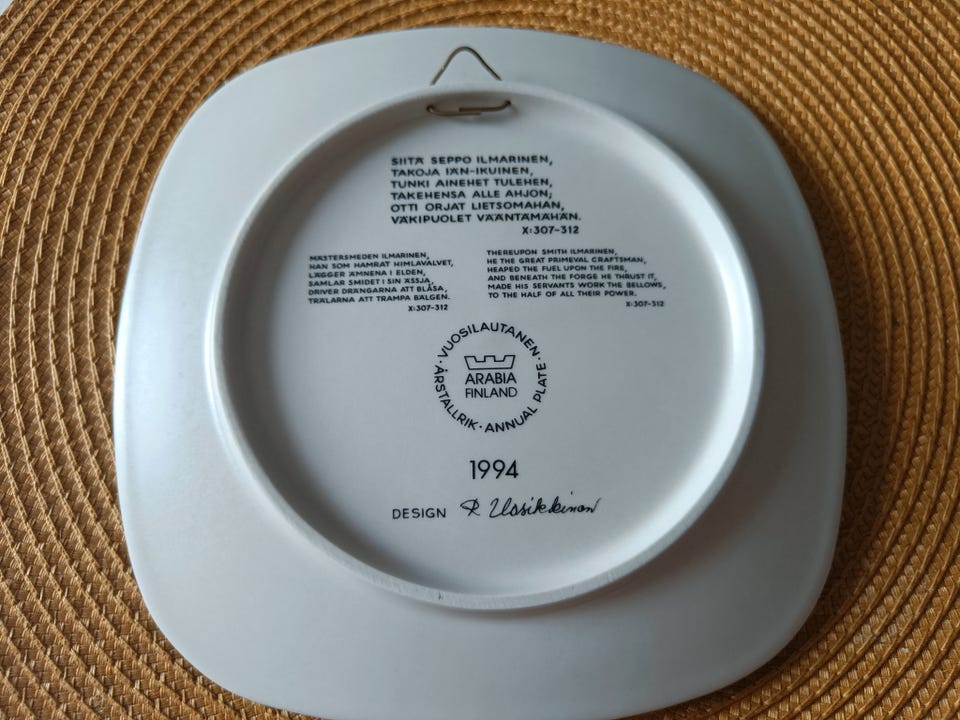 SIITÄ SEPPO ILMARINEN,
TAKOJA IÄN-IKUINEN,
TUNKI AINEHET TULEHEN,
TAKEHENSA ALLE AHJON;
OTTI ORJAT LIETSOMAHAN,
VÄKIPUOLET VÄÄNTÄMÄHÄN.
X:307-312
MÄSTERSMEDEN ILMARINEN,
HAN SOM HAMRAT HIMLAVALVET,
LÄGGER ÄMNENA I ELDEN,
SAMLAR SMIDET I SIN ÄSSJA,
DRIVER DRÄNGARNA ATT BLÅSA,
TRÄLARNA ATT TRAMPA BÄLGEN.
X:307-312
THEREUPON SMITH ILMARINEN,
HE THE GREAT PRIMEVAL CRAFTSMAN,
HEAPED THE FUEL UPON THE FIRE,
AND BENEATH THE FORGE HE THRUST IT,
MADE HIS SERVANTS WORK THE BELLOWS,
TO THE HALF OF ALL THEIR POWER.
X:307-312
· VUOSILAUTANEN · ÅRSTALLRIK · ANNUAL PLATE
ARABIA
FINLAND
1994
DESIGN R Uosikkinen